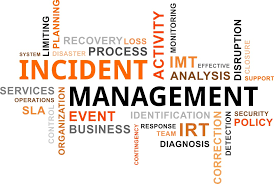 LIMITING
PLANNING
RECOVERY
LOSS
ACTIVITY
MONITORING
SYSTEM
DISASTER
PROCESS
IMT
EFFECTIVE
DISRUPTION
CLOSURE
INCIDENT
ANALYSIS
SUPPORT
SERVICES
MANAGEMENT
OPERATIONS
SLA
CONTROL
ORGANIZATION
EVENT
IDENTIFICATION
SECURITY
BUSINESS
CONTINGENCY
RESPONSE
TEAM
IRT
POLICY
DIAGNOSIS
CORRECTION
DETECTION